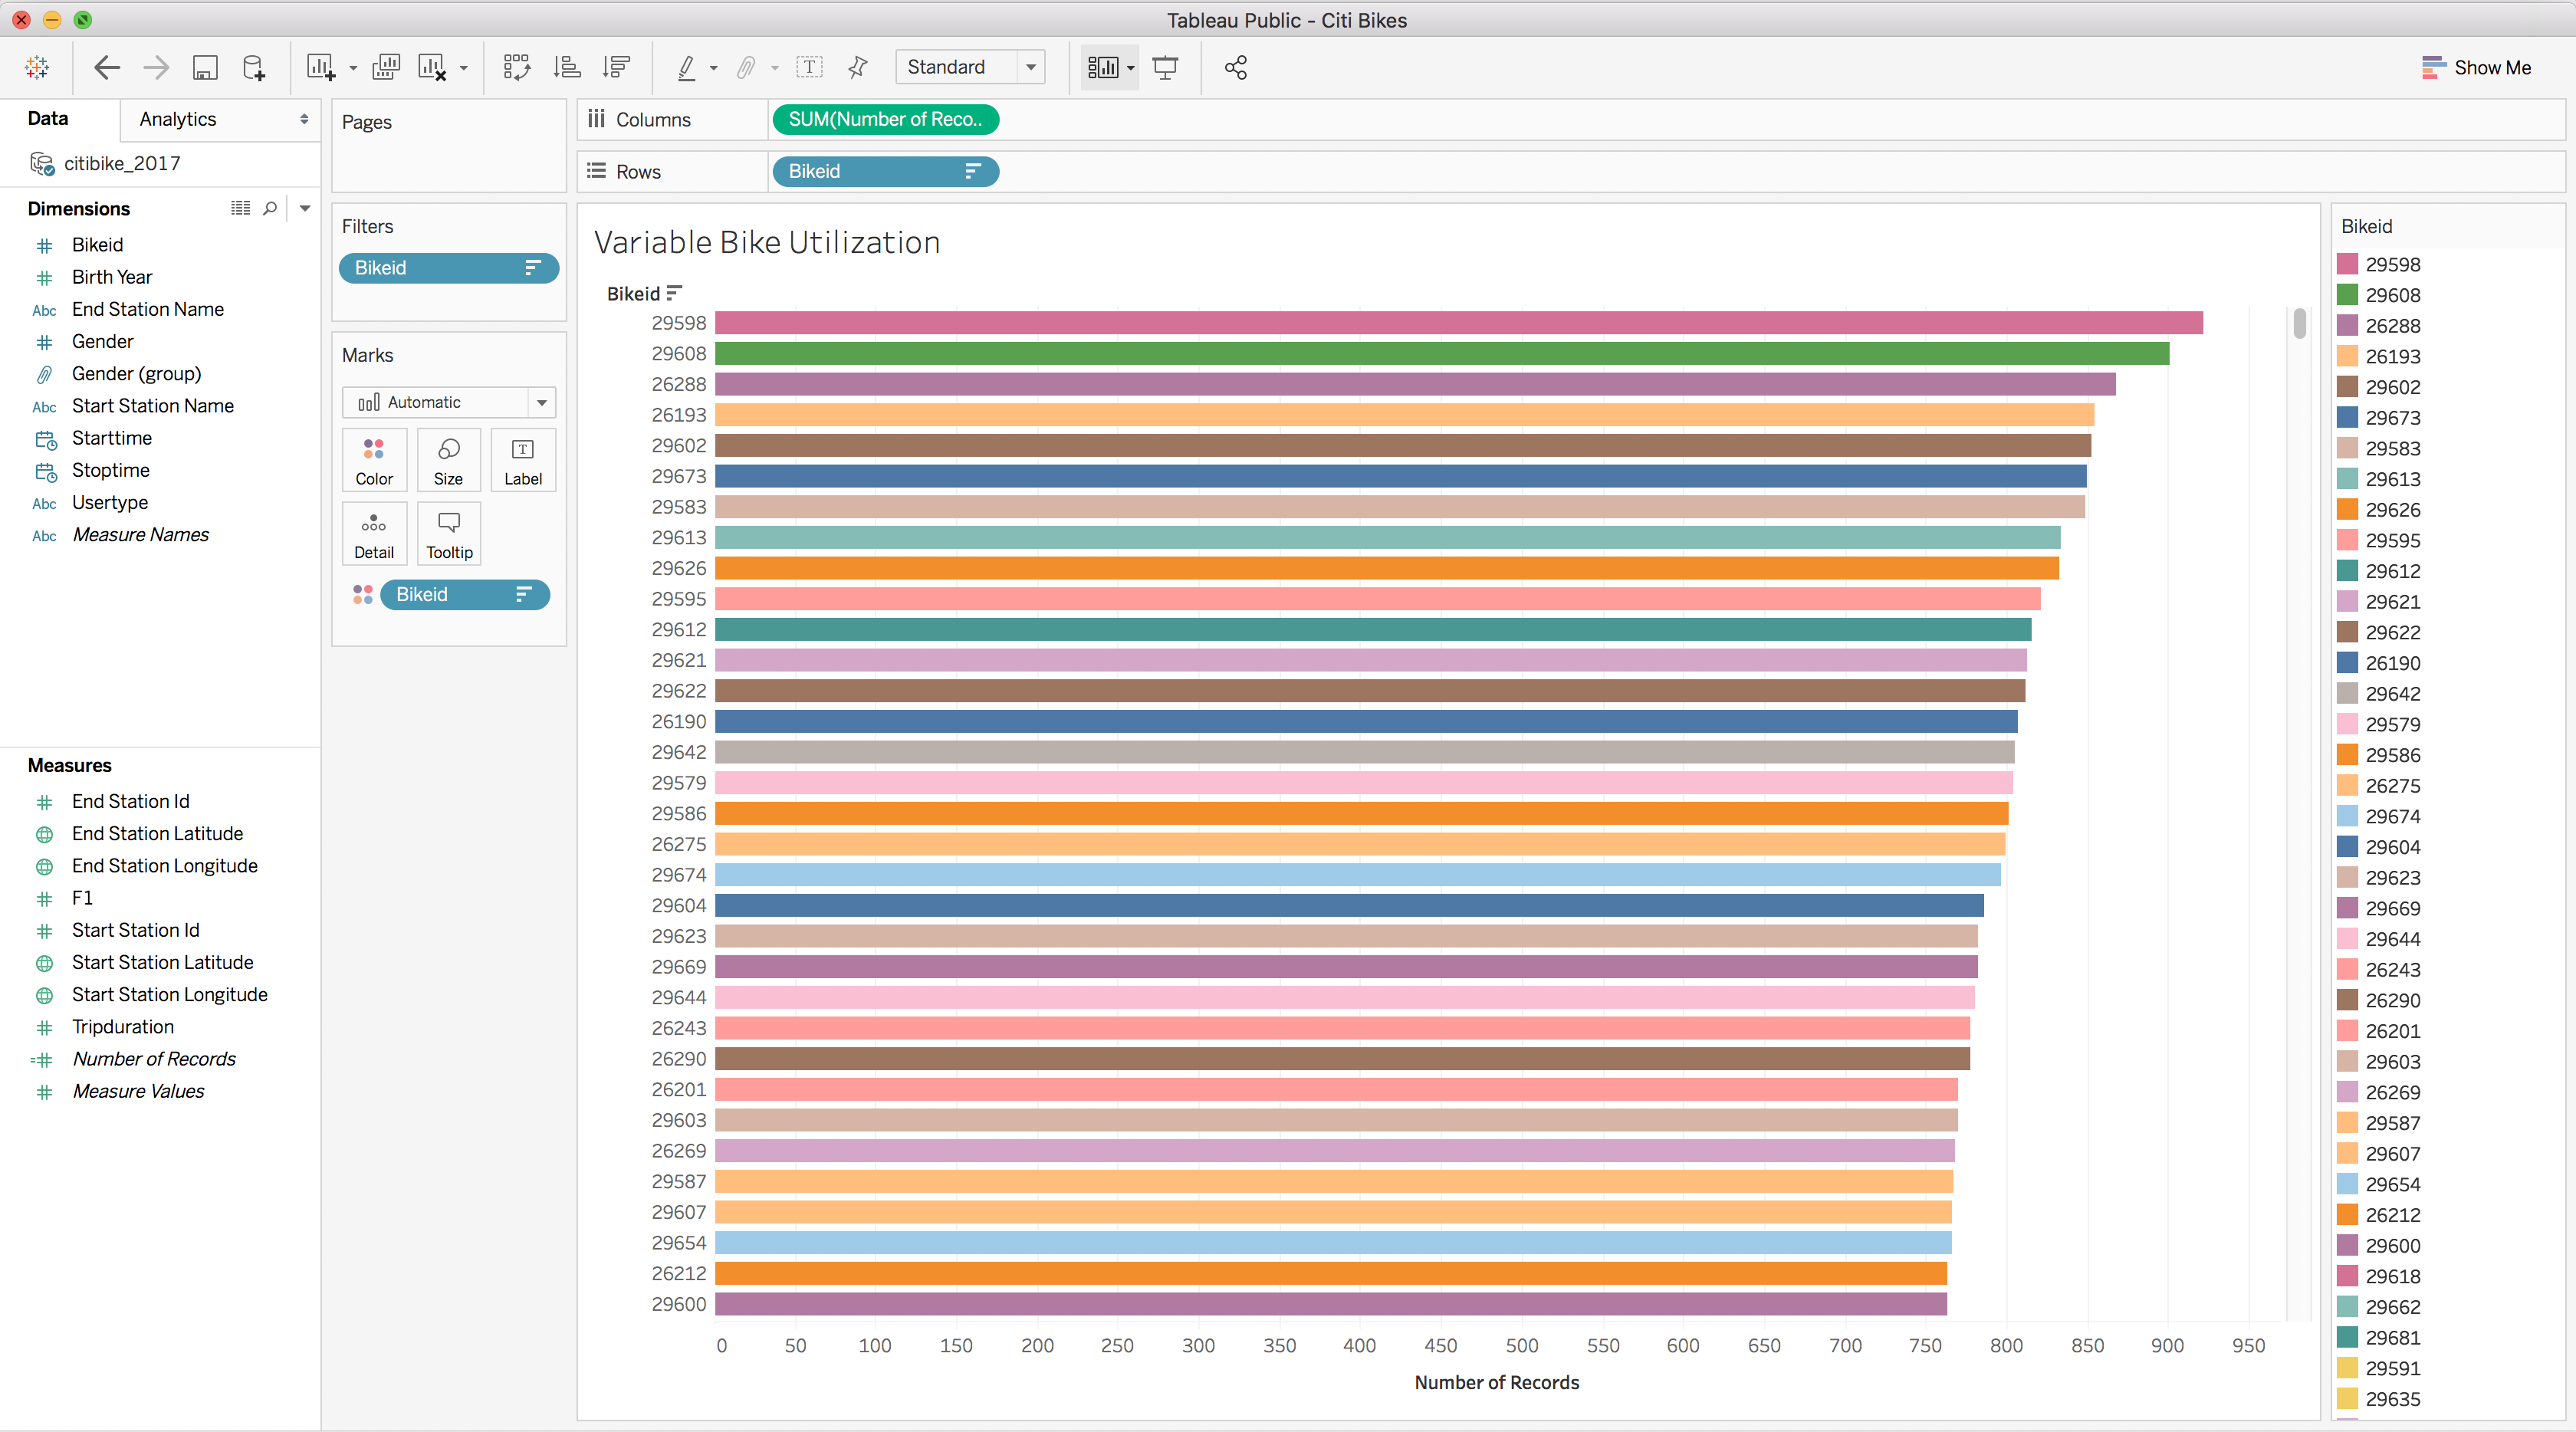 Tableau Public - Citi Bikes
Standard
Show Me
Data
Analytics
citibike_2017
Dimensions
Bikeid
Birth Year
Abc End Station Name
Gender
Gender (group)
Abc Start Station Name
Starttime
Stoptime
Abc Usertype
Abc Measure Names
Measures
End Station Id
End Station Latitude
End Station Longitude
F1
Start Station Id
Start Station Latitude
Start Station Longitude
Tripduration
Number of Records
Measure Values
Pages
Filters
Bikeid
Marks
Automatic
Color Size Label
Detail Tooltip
Bikeid
Columns SUM(Number of Reco..
Rows Bikeid
Variable Bike Utilization
Bikeid
29598
29608
26288
26193
29602
29673
29583
29613
29626
29595
29612
29621
29622
26190
29642
29579
29586
26275
29674
29604
29623
29669
29644
26243
26290
26201
29603
26269
29587
29607
29654
26212
29600
0 50 100 150 200 250 300 350 400 450 500 550 600 650 700 750 800 850 900 950
Number of Records
Bikeid
29598
29608
26288
26193
29602
29673
29583
29613
29626
29595
29612
29621
29622
26190
29642
29579
29586
26275
29674
29604
29623
29669
29644
26243
26290
26201
29603
26269
29587
29607
29654
26212
29600
29618
29662
29681
29591
29635